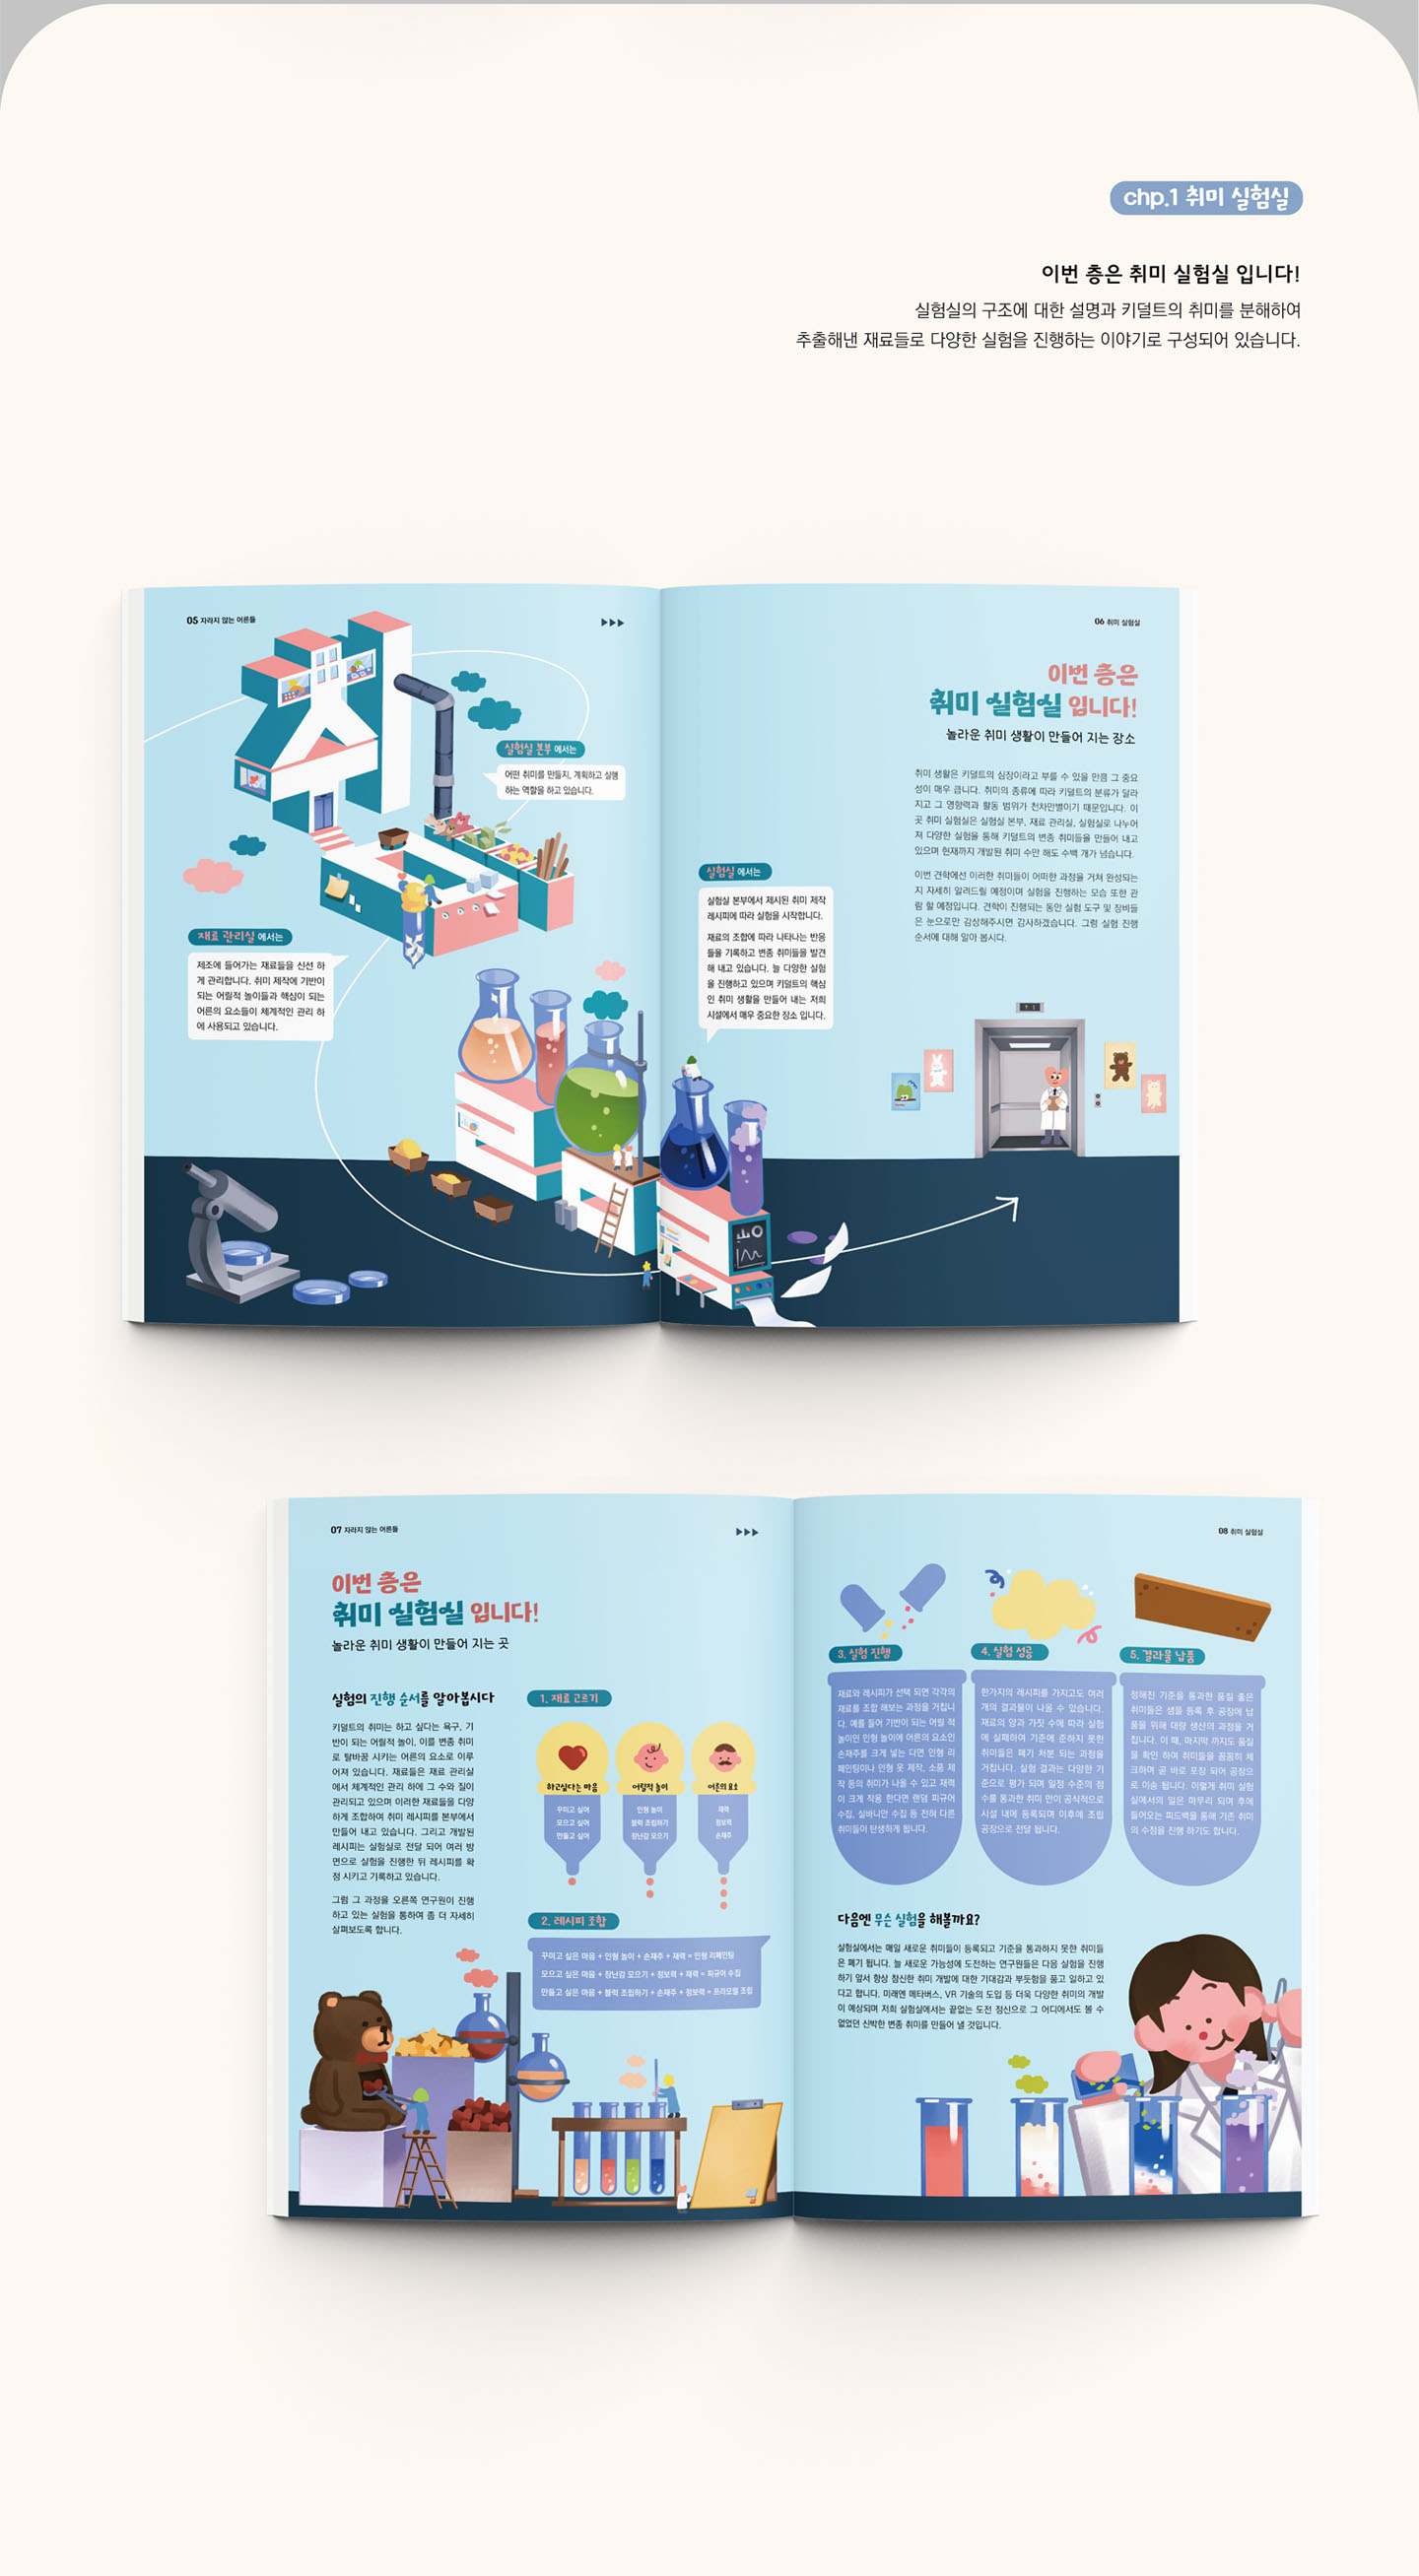 chp.1 취미 실험실
이번 층은 취미 실험실 입니다!
실험실의 구조에 대한 설명과 키덜트의 취미를 분해하여
추출해낸 재료들로 다양한 실험을 진행하는 이야기로 구성되어 있습니다.
05 자라지 않는 어른들
실험실 본부 에서는
어떤 취미를 만들지, 계획하고 실행
하는 역할을 하고 있습니다.
재료 관리실 에서는
제조에 들어가는 재료들을 신선 하
게 관리합니다. 취미 제작에 기반이
되는 어릴적 놀이들과 핵심이 되는
어른의 요소들이 체계적인 관리 하
에 사용되고 있습니다.
06 취미 실험실
이번 층은
취미 실험실 입니다!
놀라운 취미 생활이 만들어 지는 장소
취미 생활은 키덜트의 심장이라고 부를 수 있을 만큼 그 중요
성이 매우 큽니다. 취미의 종류에 따라 키덜트의 분류가 달라
지고 그 영향력과 활동 범위가 천차만별이기 때문입니다. 이
곳 취미 실험실은 실험실 본부, 재료 관리실, 실험실로 나누어
져 다양한 실험을 통해 키덜트의 변종 취미들을 만들어 내고
있으며 현재까지 개발된 취미 수만 해도 수백 개가 넘습니다.
이번 견학에선 이러한 취미들이 어떠한 과정을 거쳐 완성되는
지 자세히 알려드릴 예정이며 실험을 진행하는 모습 또한 관
람 할 예정입니다. 견학이 진행되는 동안 실험 도구 및 장비들
은 눈으로만 감상해주시면 감사하겠습니다. 그럼 실험 진행
순서에 대해 알아 봅시다.
실험실 에서는
실험실 본부에서 제시된 취미 제작
레시피에 따라 실험을 시작합니다.
재료의 조합에 따라 나타나는 반응
들을 기록하고 변종 취미들을 발견
해 내고 있습니다. 늘 다양한 실험
을 진행하고 있으며 키덜트의 핵심
인 취미 생활을 만들어 내는 저희
시설에서 매우 중요한 장소 입니다.
07 자라지 않는 어른들
이번 층은
취미 실험실 입니다!
놀라운 취미 생활이 만들어 지는 곳
실험의 진행 순서를 알아봅시다
키덜트의 취미는 하고 싶다는 욕구, 기
반이 되는 어릴적 놀이, 이를 변종 취미
로 탈바꿈 시키는 어른의 요소로 이루
어져 있습니다. 재료들은 재료 관리실
에서 체계적인 관리 하에 그 수와 질이
관리되고 있으며 이러한 재료들을 다양
하게 조합하여 취미 레시피를 본부에서
만들어 내고 있습니다. 그리고 개발된
레시피는 실험실로 전달 되어 여러 방
면으로 실험을 진행한 뒤 레시피를 확
정 시키고 기록하고 있습니다.
그럼 그 과정을 오른쪽 연구원이 진행
하고 있는 실험을 통하여 좀 더 자세히
살펴보도록 합니다.
1. 재료 고르기
하고싶다는 마음
꾸미고 싶어
모으고 싶어
만들고 싶어
어릴적 놀이
인형 놀이
블럭 조립하기
장난감 모으기
어른의 요소
재력
정보력
손재주
2. 레시피 조합
꾸미고 싶은 마음 + 인형 놀이 + 손재주 + 재력 = 인형 리페인팅
모으고 싶은 마음 + 장난감 모으기 + 정보력 + 재력 = 피규어 수집
만들고 싶은 마음 + 블럭 조립하기 + 손재주 + 정보력 = 프라모델 조립
08 취미 실험실
3. 실험 진행
재료와 레시피가 선택 되면 각각의
재료를 조합 해보는 과정을 거칩니
다. 예를 들어 기반이 되는 어릴 적
놀이인 인형 놀이에 어른의 요소인
손재주를 크게 넣는 다면 인형 리
페인팅이나 인형 옷 제작, 소품 제
작 등의 취미가 나올 수 있고 재력
이 크게 작용 한다면 랜덤 피규어
수집, 실바니안 수집 등 전혀 다른
취미들이 탄생하게 됩니다.
4. 실험 성공
한가지의 레시피를 가지고도 여러
개의 결과물이 나올 수 있습니다.
재료의 양과 가짓 수에 따라 실험
에 실패하여 기준에 준하지 못한
취미들은 폐기 처분 되는 과정을
거칩니다. 실험 결과는 다양한 기
준으로 평가 되며 일정 수준의 점
수를 통과한 취미 만이 공식적으로
시설 내에 등록되며 이후에 조립
공장으로 전달 됩니다.
5. 결과물 납품
정해진 기준을 통과한 품질 좋은
취미들은 샘플 등록 후 공장에 납
품을 위해 대량 생산의 과정을 거
칩니다. 이 때, 마지막 까지도 품질
을 확인 하여 취미들을 꼼꼼히 체
크하며 곧 바로 포장 되어 공장으
로 이송 됩니다. 이렇게 취미 실험
실에서의 일은 마무리 되며 후에
들어오는 피드백을 통해 기존 취미
의 수정을 진행 하기도 합니다.
다음엔 무슨 실험을 해볼까요?
실험실에서는 매일 새로운 취미들이 등록되고 기준을 통과하지 못한 취미들
은 폐기 됩니다. 늘 새로운 가능성에 도전하는 연구원들은 다음 실험을 진행
하기 앞서 항상 참신한 취미 개발에 대한 기대감과 부듯함을 품고 일하고 있
다고 합니다. 미래엔 메타버스, VR 기술의 도입 등 더욱 다양한 취미의 개발
이 예상되며 저희 실험실에서는 끝없는 도전 정신으로 그 어디에서도 볼 수
없었던 신박한 변종 취미를 만들어 낼 것입니다.